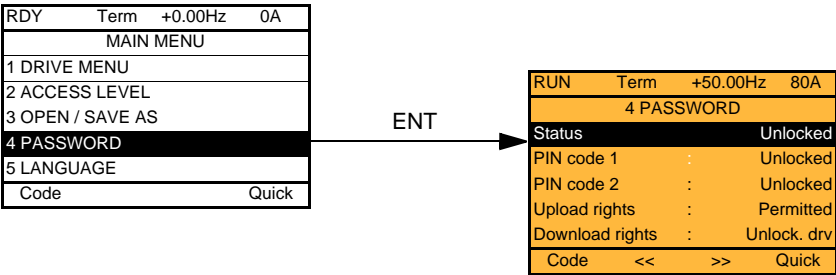 RDY Term +0.00Hz 0A
MAIN MENU
1 DRIVE MENU
2 ACCESS LEVEL
3 OPEN / SAVE AS
4 PASSWORD
5 LANGUAGE
Code Quick
ENT
RUN Term +50.00Hz 80A
4 PASSWORD
Status Unlocked
PIN code 1 : Unlocked
PIN code 2 : Unlocked
Upload rights : Permitted
Download rights : Unlock. drv
Code << >> Quick